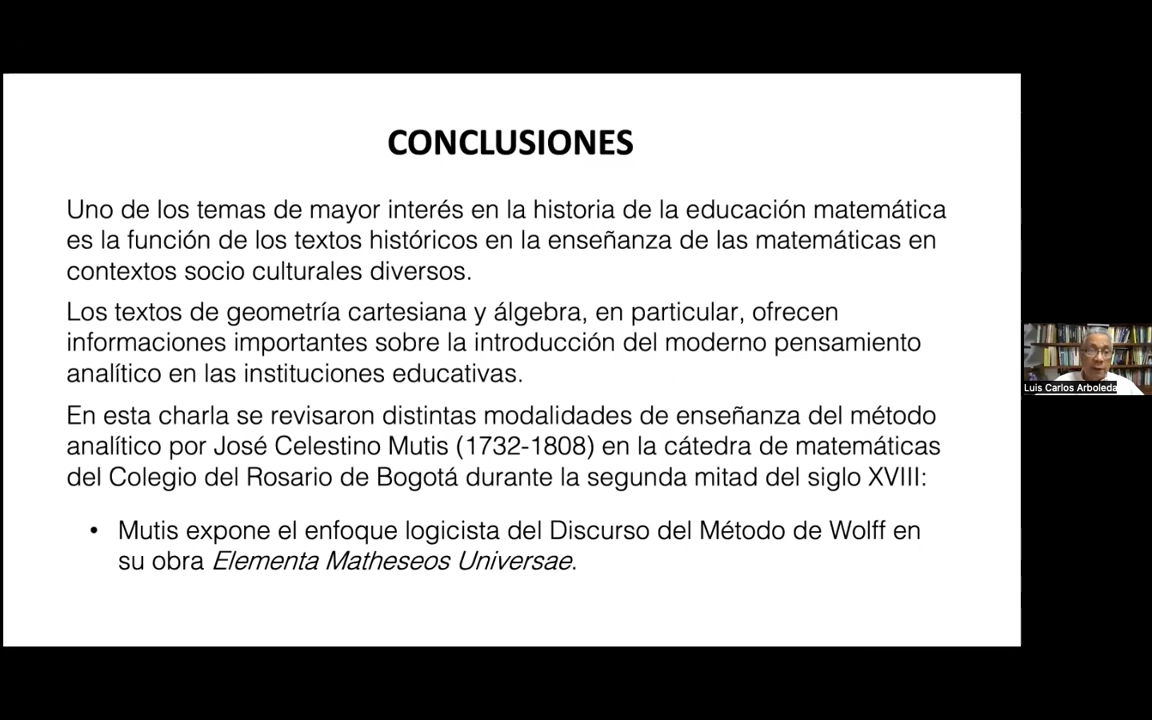 CONCLUSIONES
Uno de los temas de mayor interés en la historia de la educación matemática
es la función de los textos históricos en la enseñanza de las matemáticas en
contextos socio culturales diversos.
Los textos de geometría cartesiana y álgebra, en particular, ofrecen
informaciones importantes sobre la introducción del moderno pensamiento
analítico en las instituciones educativas.
En esta charla se revisaron distintas modalidades de enseñanza del método
analítico por José Celestino Mutis (1732-1808) en la cátedra de matemáticas
del Colegio del Rosario de Bogotá durante la segunda mitad del siglo XVIII:
• Mutis expone el enfoque logicista del Discurso del Método de Wolff en
su obra Elementa Matheseos Universae.
Luis Carlos Arboleda